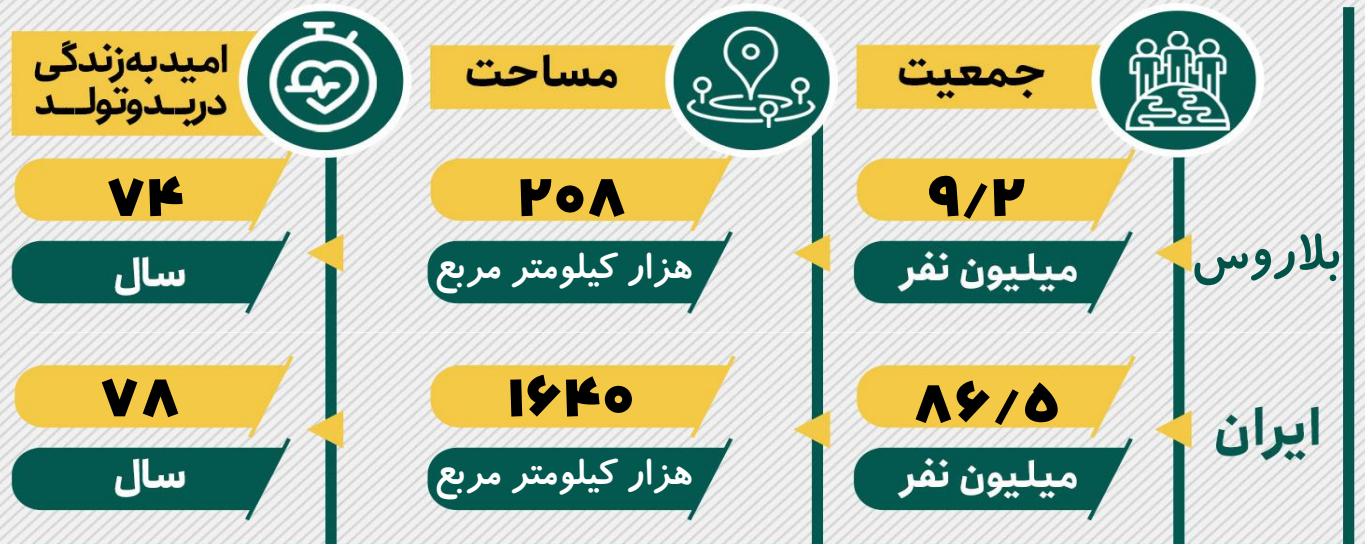 جمعیت
مساحت
امیدبه‌زندگی
دربــدوتولــد
بلاروس
۹/۲
میلیون نفر
۲۰۸
هزار کیلومتر مربع
۷۴
سال
ایران
۸۶/۵
میلیون نفر
۱۶۴۰
هزار کیلومتر مربع
۷۸
سال